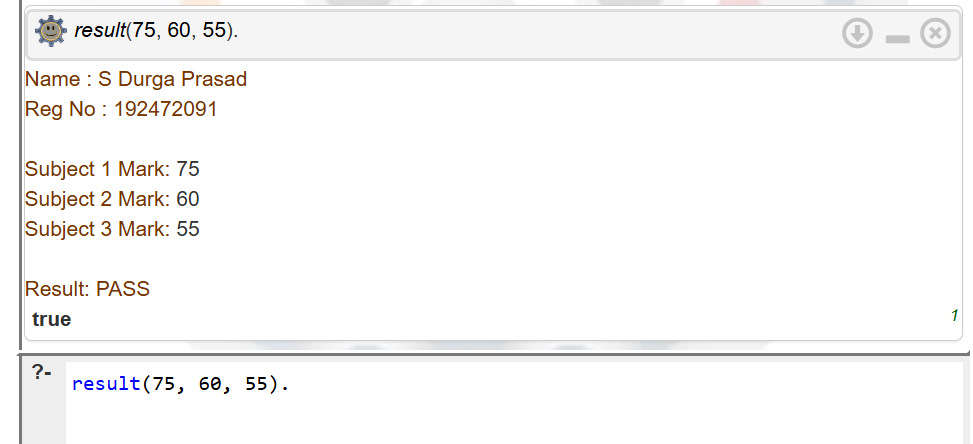 result(75, 60, 55).
Name : S Durga Prasad
Reg No : 192472091
Subject 1 Mark: 75
Subject 2 Mark: 60
Subject 3 Mark: 55
Result: PASS
true
1
?-
result(75, 60, 55).